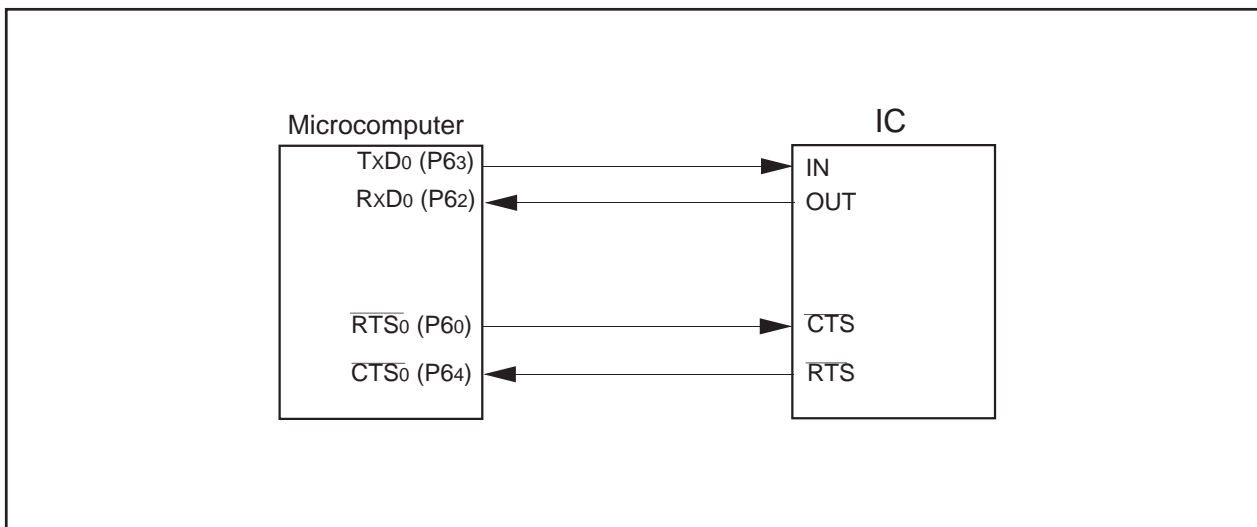 Microcomputer
IC
TxD0 (P63)
IN
RxD0 (P62)
OUT
RTS0 (P60)
CTS
CTS0 (P64)
RTS